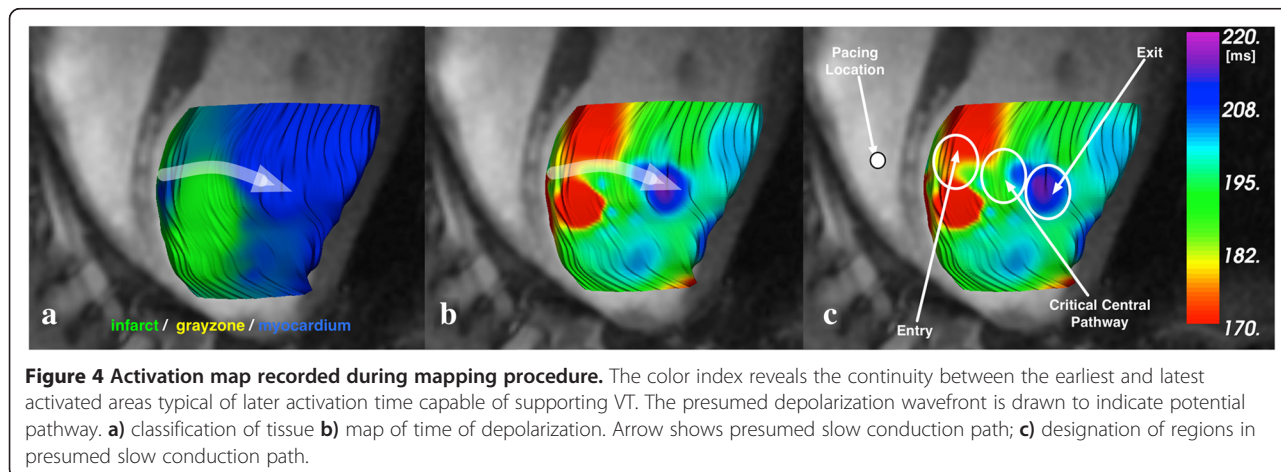 a
infarct / grayzone / myocardium
b
Pacing
Location
Exit
Entry
Critical Central
Pathway
c
220.
[ms]
208.
195.
182.
170.
Figure 4 Activation map recorded during mapping procedure. The color index reveals the continuity between the earliest and latest
activated areas typical of later activation time capable of supporting VT. The presumed depolarization wavefront is drawn to indicate potential
pathway. a) classification of tissue b) map of time of depolarization. Arrow shows presumed slow conduction path; c) designation of regions in
presumed slow conduction path.